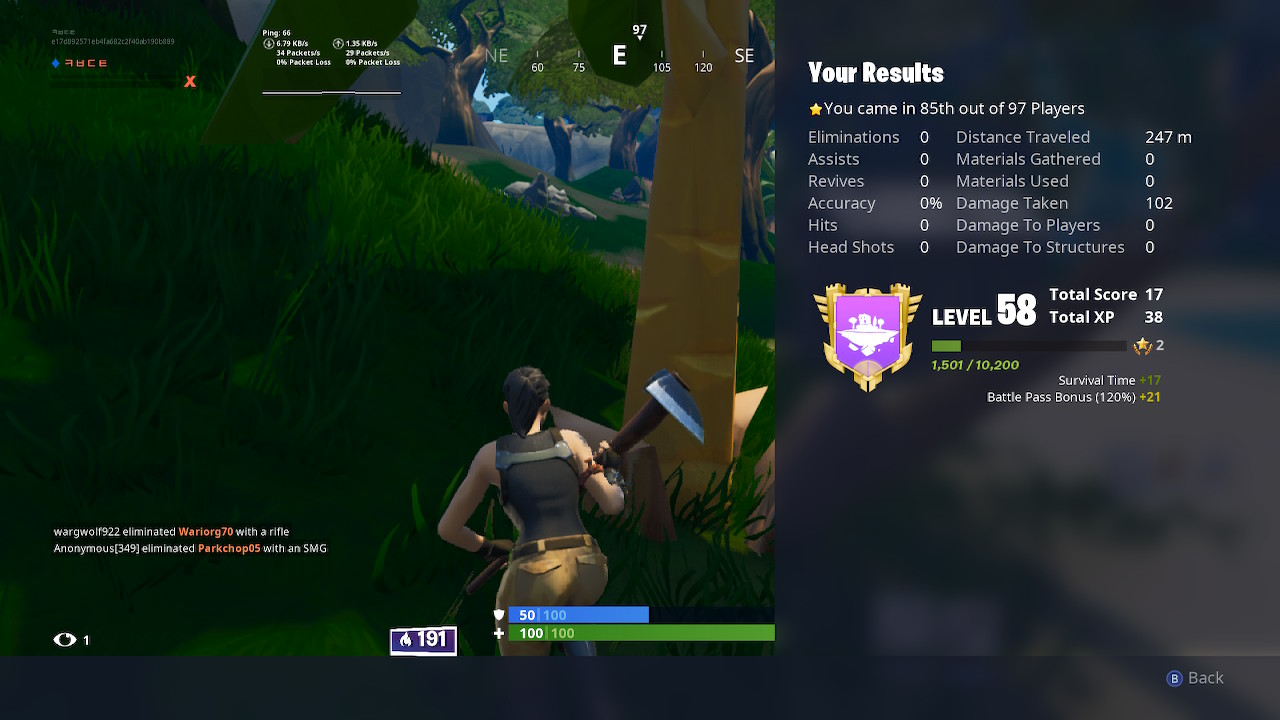 e17d892571eb4fa682c2f40ab190b889
X
Ping: 66
6.79 KB/s 1.35 KB/s
34 Packets/s 29 Packets/s
0% Packet Loss 0% Packet Loss
97
NE 60 75 E 105 120 SE
Your Results
You came in 85th out of 97 Players
Eliminations 0 Distance Traveled 247 m
Assists 0 Materials Gathered 0
Revives 0 Materials Used 0
Accuracy 0% Damage Taken 102
Hits 0 Damage To Players 0
Head Shots 0 Damage To Structures 0
LEVEL 58
Total Score 17
Total XP 38
2
1,501 / 10,200
Survival Time +17
Battle Pass Bonus (120%) +21
wargwolf922 eliminated Wariorg70 with a rifle
Anonymous[349] eliminated Parkchop05 with an SMG
1
191
50 100
100 100
B Back